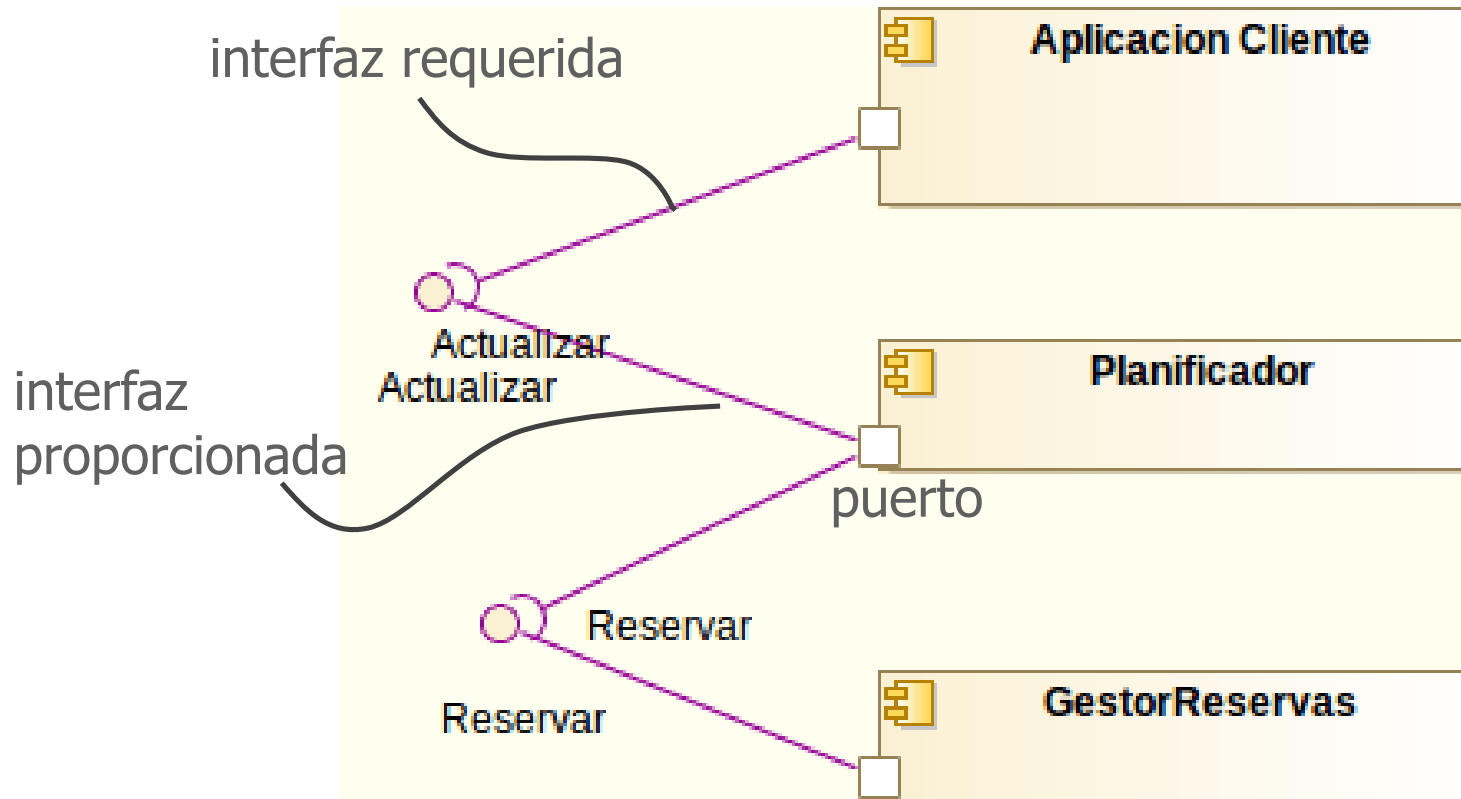 Aplicacion Cliente
interfaz requerida
Actualizar
Planificador
Actualizar
interfaz
proporcionada
puerto
Reservar
GestorReservas
Reservar